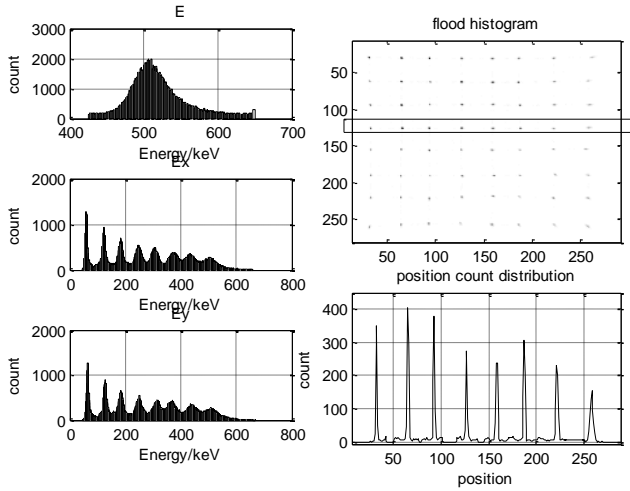 E
3000
2000
1000
0
400 500 600 700
count
Energy/keV
Ex
2000
1000
0
0 200 400 600 800
count
Energy/keV
Ey
2000
1000
0
0 200 400 600 800
count
Energy/keV
flood histogram
50
100
150
200
250
50 100 150 200 250
position count distribution
400
300
200
100
0
50 100 150 200 250
count
position